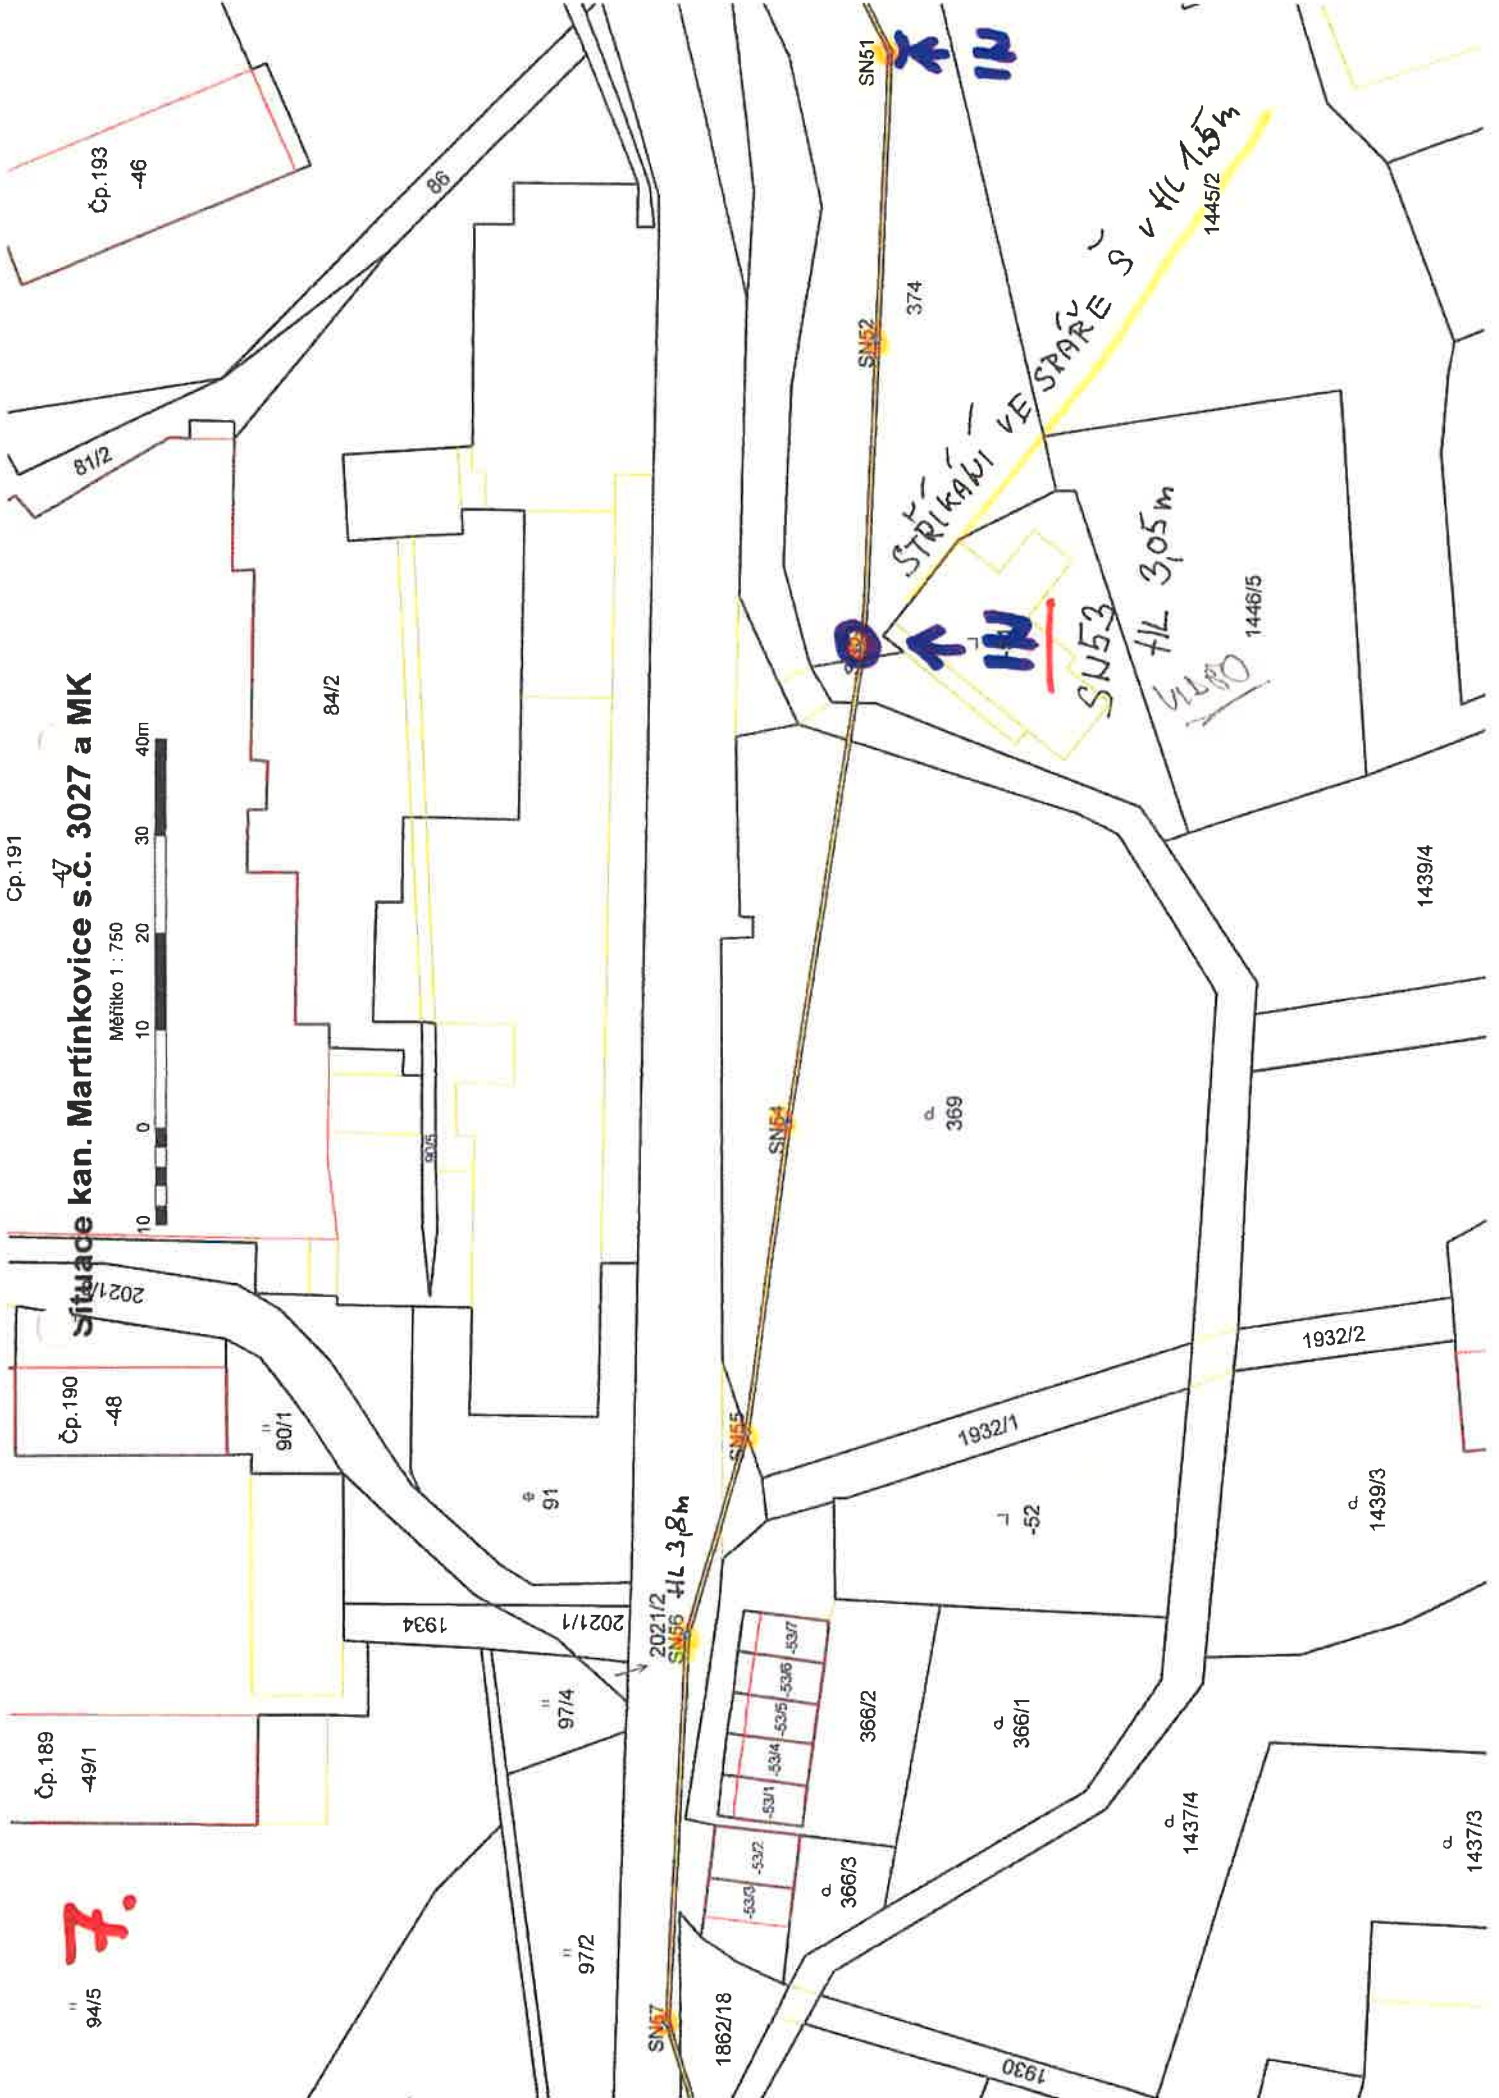 7.
94/5
Čp.189
-49/1
97/2
97/4
1934
2021/1
2021/2
Čp.190
-48
90/1
91
2021/1
Čp.191
-47
Situace kan. Martínkovice s.č. 3027 a MK
Měřítko 1 : 750
10 0 10 20 30 40m
90/5
84/2
81/2
86
Čp.193
-46
SN57
SN56
HL 3,8m
SN55
SN54
SN52
SN51
IN
374
STŘÍKÁNÍ VE SPÁŘE Š V HL 1,5m
1445/2
IN
SN53
HL 3,05m
VIDEO
1446/5
1862/18
-53/3
-53/2
-53/1
-53/4
-53/5
-53/6
-53/7
366/3
366/2
366/1
-52
1932/1
1932/2
369
1439/4
1439/3
1437/4
1437/3
1930